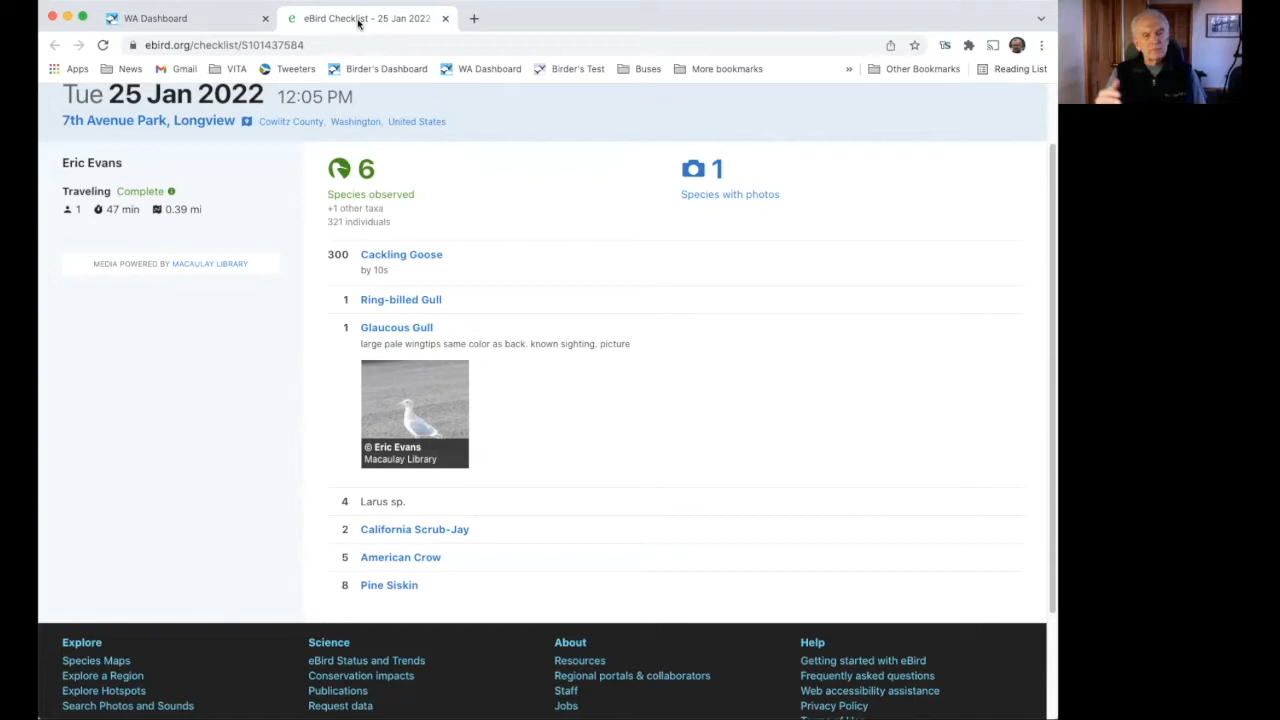 WA Dashboard
eBird Checklist - 25 Jan 2022
ebird.org/checklist/S101437584
Apps News Gmail VITA Tweeters Birder's Dashboard WA Dashboard Birder's Test Buses More bookmarks » Other Bookmarks Reading List
Tue 25 Jan 2022 12:05 PM
7th Avenue Park, Longview Cowlitz County, Washington, United States
Eric Evans
Traveling Complete
1 47 min 0.39 mi
MEDIA POWERED BY MACAULAY LIBRARY
6
Species observed
+1 other taxa
321 individuals
1
Species with photos
300 Cackling Goose
by 10s
1 Ring-billed Gull
1 Glaucous Gull
large pale wingtips same color as back. known sighting. picture
© Eric Evans
Macaulay Library
4 Larus sp.
2 California Scrub-Jay
5 American Crow
8 Pine Siskin
Explore
Species Maps
Explore a Region
Explore Hotspots
Search Photos and Sounds
Science
eBird Status and Trends
Conservation impacts
Publications
Request data
About
Resources
Regional portals & collaborators
Staff
Jobs
Help
Getting started with eBird
Frequently asked questions
Web accessibility assistance
Privacy Policy